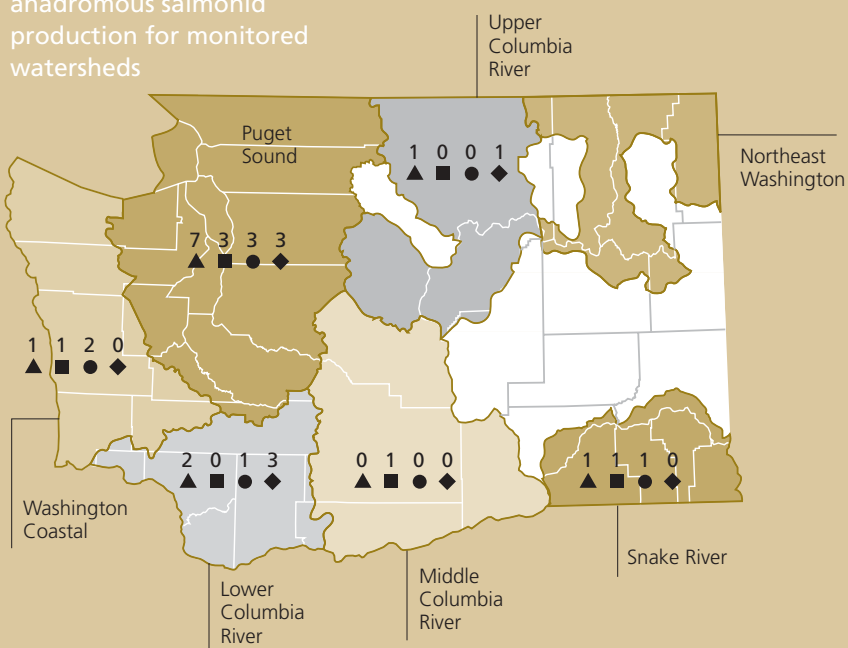 anadromous salmonid
production for monitored
watersheds
Upper
Columbia
River
Puget
Sound
1 0 0 1
Northeast
Washington
7 3 3 3
1 1 2 0
2 0 1 3
0 1 0 0
1 1 1 0
Washington
Coastal
Lower
Columbia
River
Middle
Columbia
River
Snake River